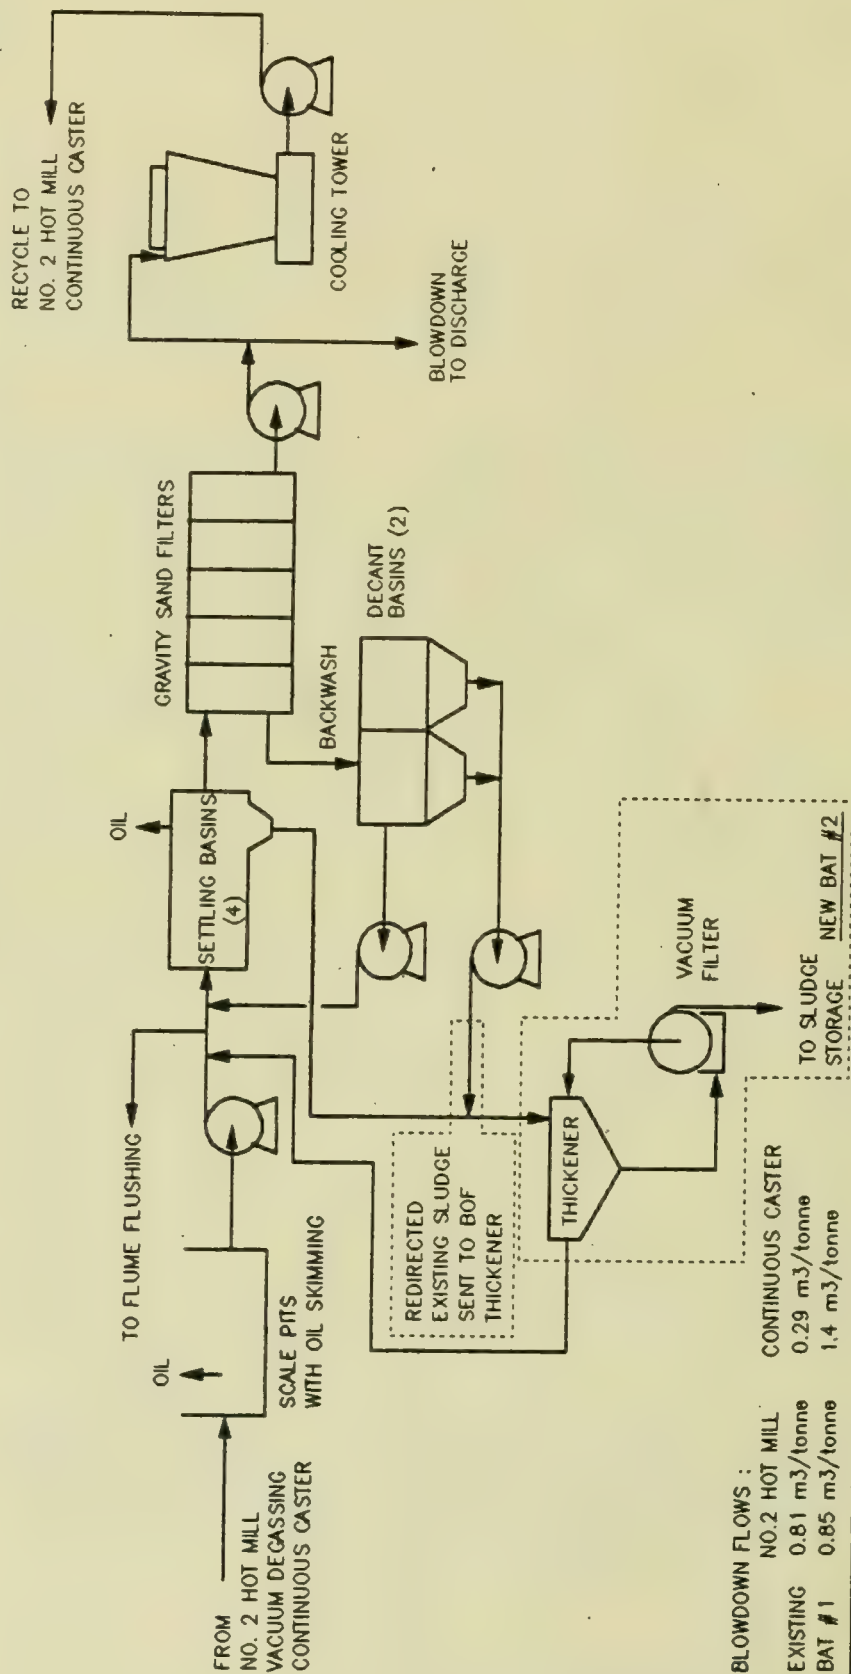 FROM
NO. 2 HOT MILL
VACUUM DEGASSING
CONTINUOUS CASTER
OIL
SCALE PITS
WITH OIL SKIMMING
TO FLUME FLUSHING
OIL
SETTLING BASINS
(4)
GRAVITY SAND FILTERS
BACKWASH
DECANT
BASINS (2)
RECYCLE TO
NO. 2 HOT MILL
CONTINUOUS CASTER
COOLING TOWER
BLOWDOWN
TO DISCHARGE
REDIRECTED
EXISTING SLUDGE
SENT TO BOF
THICKENER
THICKENER
VACUUM
FILTER
TO SLUDGE
STORAGE
NEW BAT #2
BLOWDOWN FLOWS :
NO.2 HOT MILL CONTINUOUS CASTER
EXISTING 0.81 m3/tonne 0.29 m3/tonne
BAT # 1 0.85 m3/tonne 1.4 m3/tonne